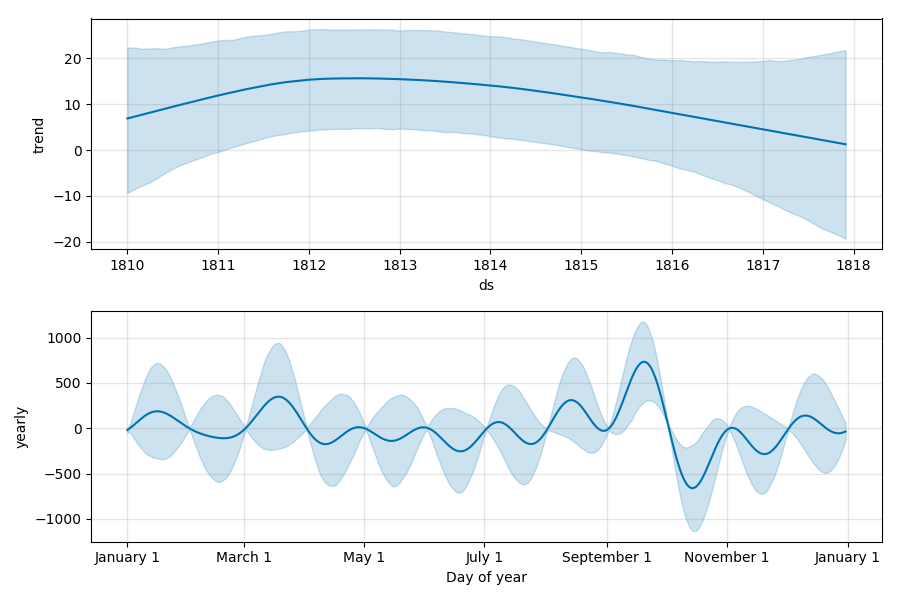 trend
20
10
0
−10
−20
1810 1811 1812 1813 1814 1815 1816 1817 1818
ds
yearly
1000
500
0
−500
−1000
January 1 March 1 May 1 July 1 September 1 November 1 January 1
Day of year